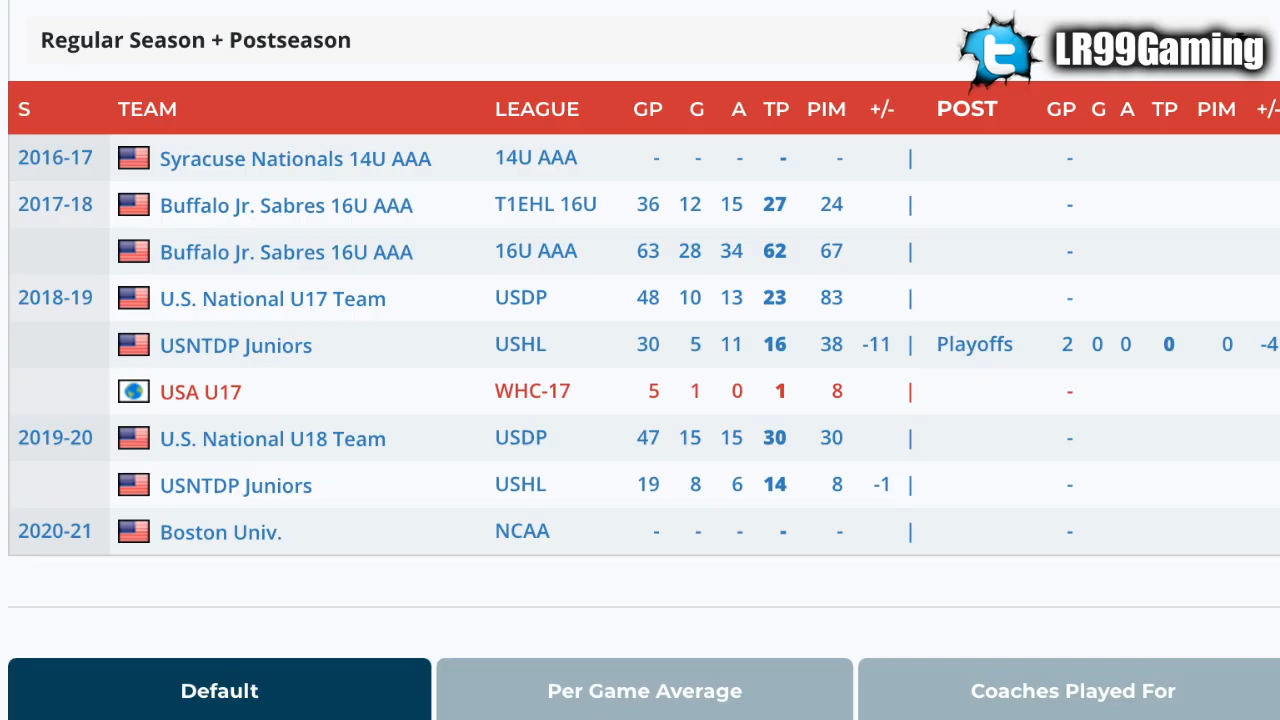 Regular Season + Postseason
LR99Gaming
S TEAM LEAGUE GP G A TP PIM +/- POST GP G A TP PIM +/-
2016-17 Syracuse Nationals 14U AAA 14U AAA - - - - - | -
2017-18 Buffalo Jr. Sabres 16U AAA T1EHL 16U 36 12 15 27 24 | -
Buffalo Jr. Sabres 16U AAA 16U AAA 63 28 34 62 67 | -
2018-19 U.S. National U17 Team USDP 48 10 13 23 83 | -
USNTDP Juniors USHL 30 5 11 16 38 -11 | Playoffs 2 0 0 0 0 -4
USA U17 WHC-17 5 1 0 1 8 | -
2019-20 U.S. National U18 Team USDP 47 15 15 30 30 | -
USNTDP Juniors USHL 19 8 6 14 8 -1 | -
2020-21 Boston Univ. NCAA - - - - - | -
Default Per Game Average Coaches Played For